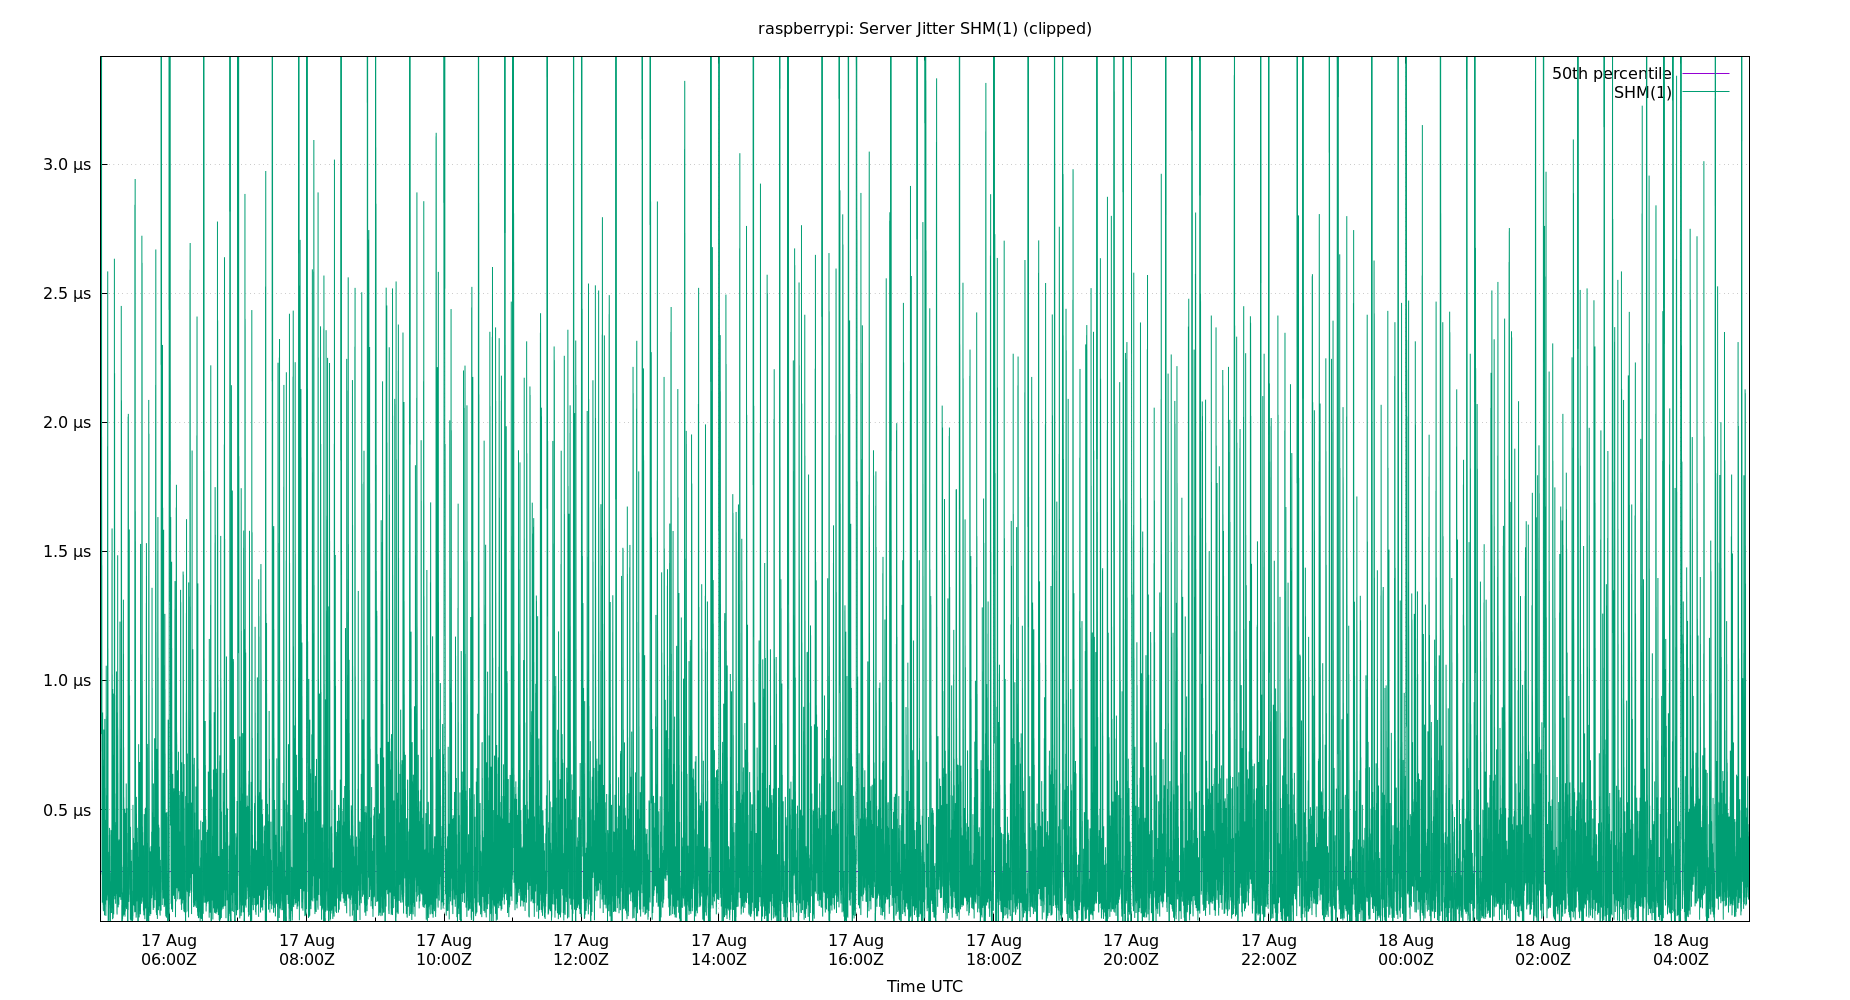 raspberrypi: Server Jitter SHM(1) (clipped)
50th percentile
SHM(1)
3.0 µs
2.5 µs
2.0 µs
1.5 µs
1.0 µs
0.5 µs
17 Aug 17 Aug 17 Aug 17 Aug 17 Aug 17 Aug 17 Aug 17 Aug 17 Aug 18 Aug 18 Aug 18 Aug
06:00Z 08:00Z 10:00Z 12:00Z 14:00Z 16:00Z 18:00Z 20:00Z 22:00Z 00:00Z 02:00Z 04:00Z
Time UTC